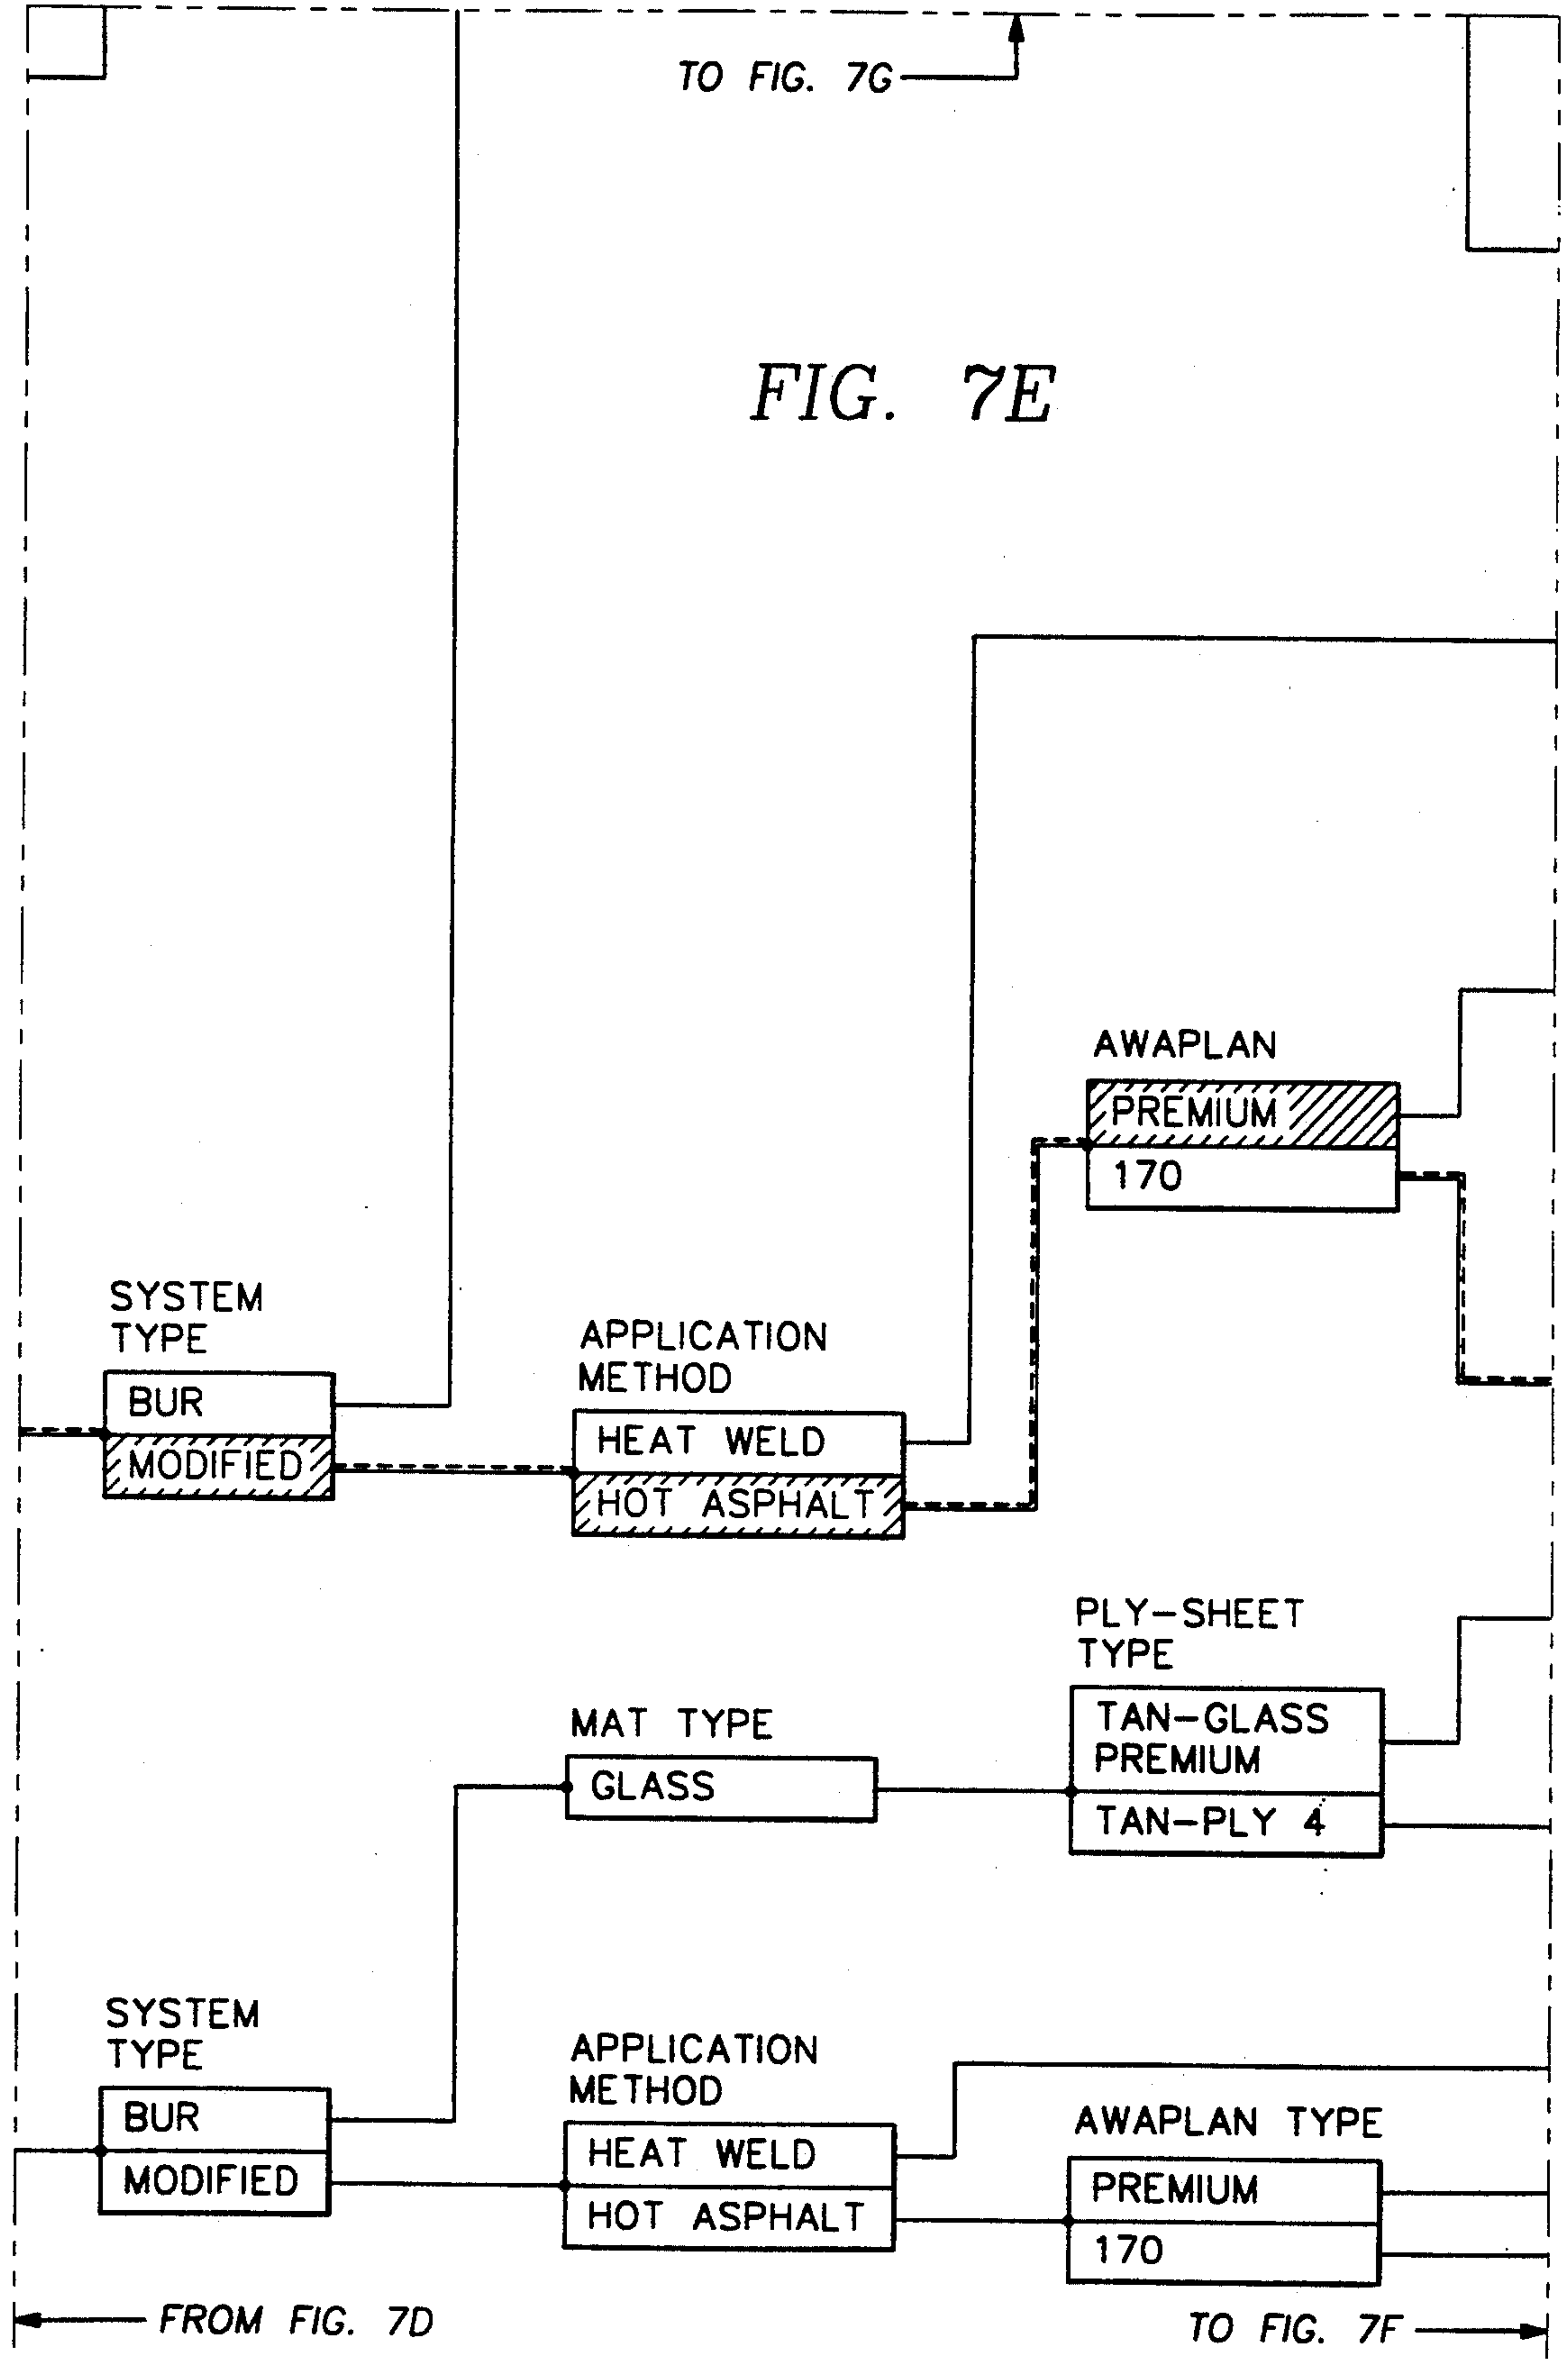 TO FIG. 7G
FIG. 7E
AWAPLAN
PREMIUM
170
SYSTEM
TYPE
BUR
MODIFIED
APPLICATION
METHOD
HEAT WELD
HOT ASPHALT
PLY-SHEET
TYPE
TAN-GLASS
PREMIUM
TAN-PLY 4
MAT TYPE
GLASS
SYSTEM
TYPE
BUR
MODIFIED
APPLICATION
METHOD
HEAT WELD
HOT ASPHALT
AWAPLAN TYPE
PREMIUM
170
FROM FIG. 7D
TO FIG. 7F